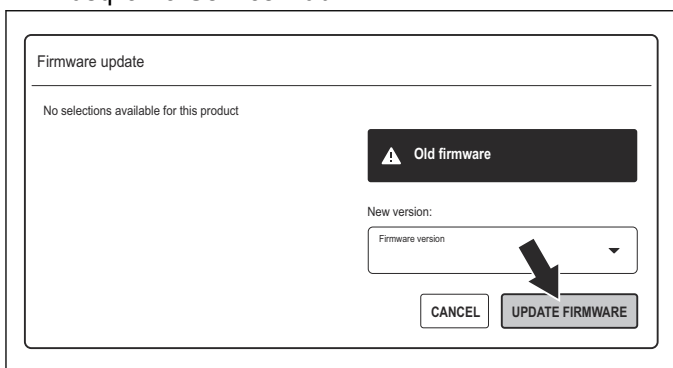 Firmware update
No selections available for this product
Old firmware
New version:
Firmware version
CANCEL
UPDATE FIRMWARE